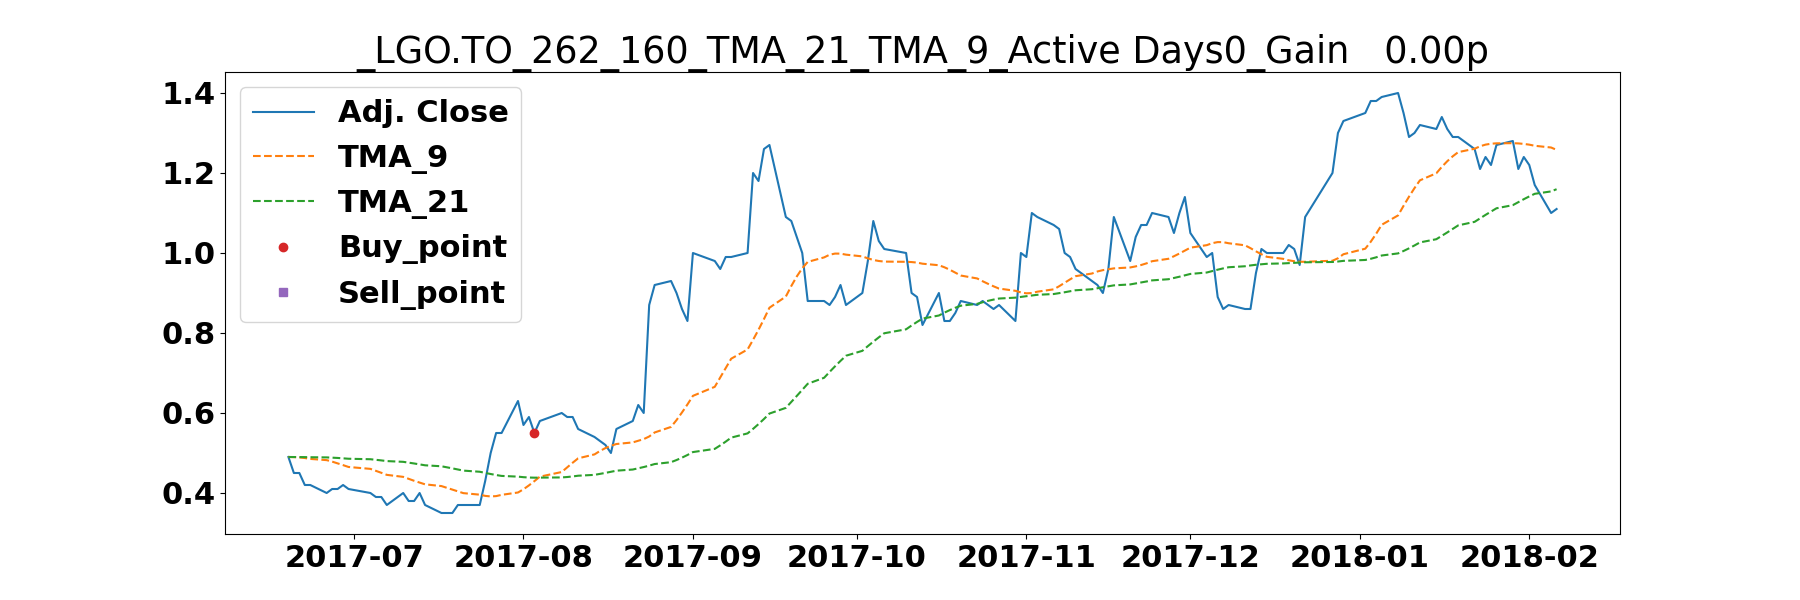 _LGO.TO_262_160_TMA_21_TMA_9_Active Days0_Gain   0.00p
1.4
1.2
1.0
0.8
0.6
0.4
Adj. Close
TMA_9
TMA_21
Buy_point
Sell_point
2017-07 2017-08 2017-09 2017-10 2017-11 2017-12 2018-01 2018-02